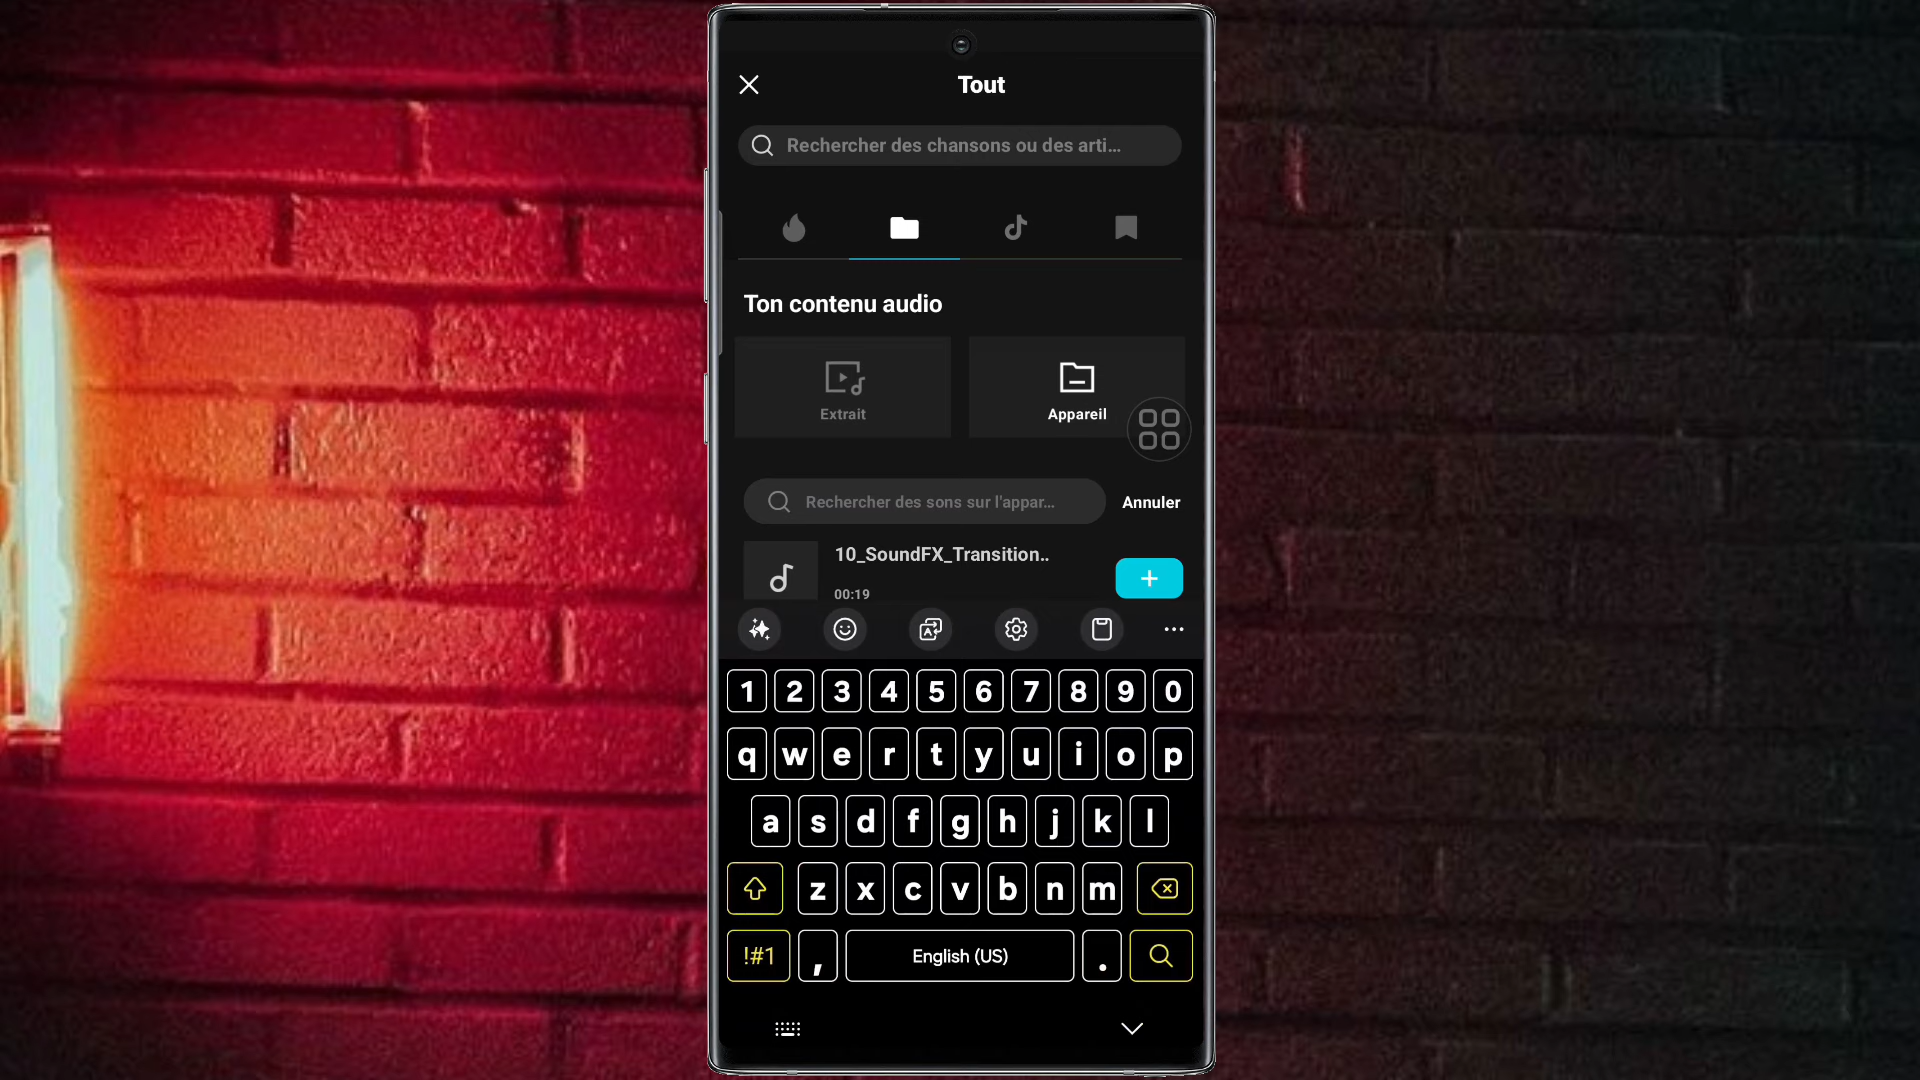 Tout
Rechercher des chansons ou des arti...
Ton contenu audio
Extrait
Appareil
Rechercher des sons sur l'appar...
Annuler
10_SoundFX_Transition..
00:19
1 2 3 4 5 6 7 8 9 0
q w e r t y u i o p
a s d f g h j k l
z x c v b n m
!#1 , English (US) .